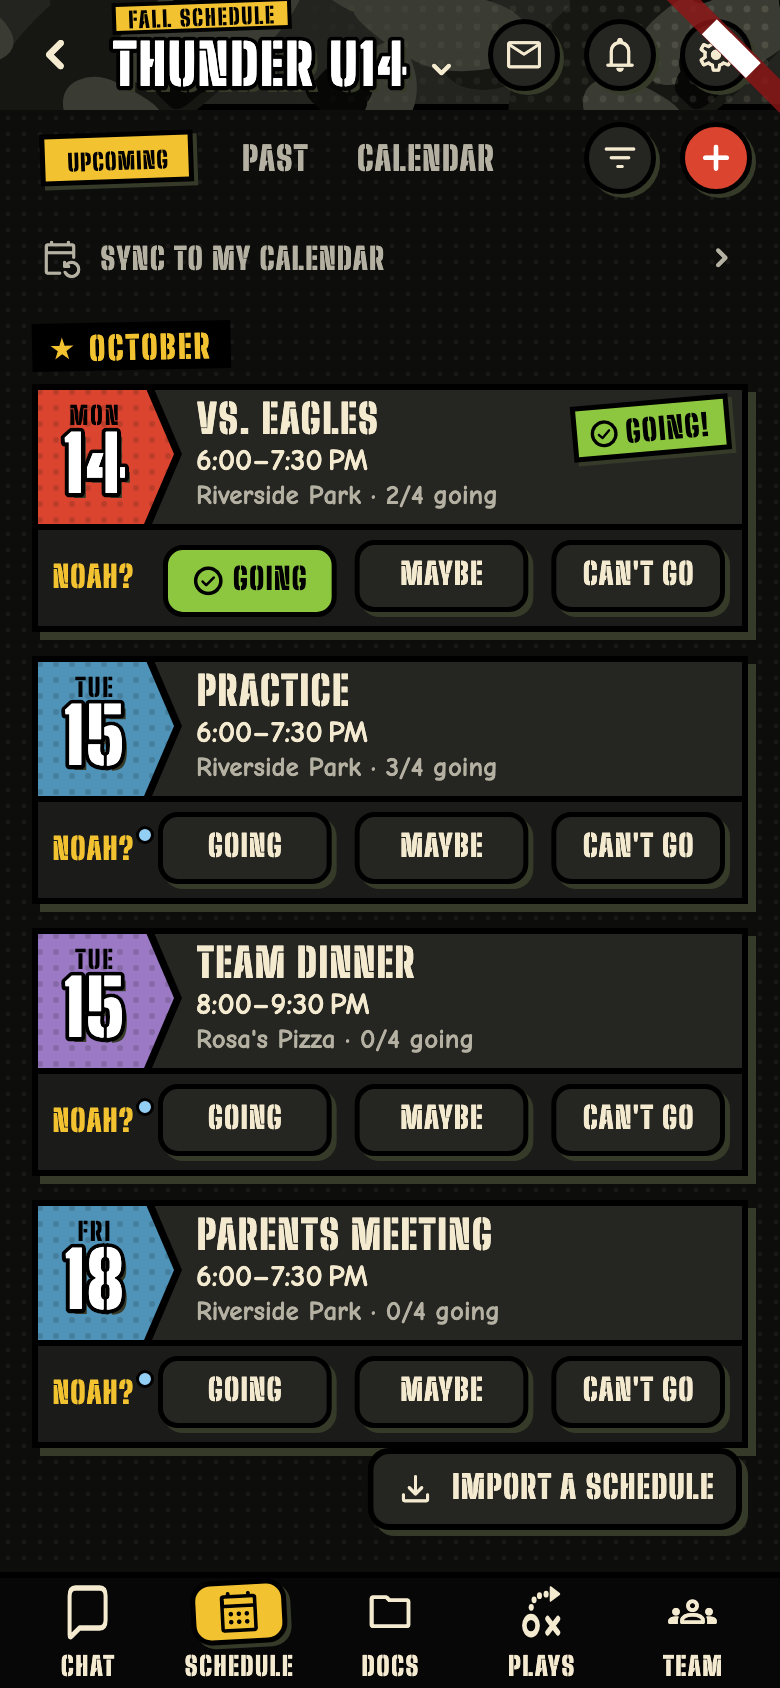 FALL SCHEDULE
THUNDER U14
UPCOMING PAST CALENDAR
SYNC TO MY CALENDAR
★ OCTOBER
MON
14
VS. EAGLES
6:00–7:30 PM
Riverside Park · 2/4 going
GOING!
NOAH? GOING MAYBE CAN'T GO
TUE
15
PRACTICE
6:00–7:30 PM
Riverside Park · 3/4 going
NOAH? GOING MAYBE CAN'T GO
TUE
15
TEAM DINNER
8:00–9:30 PM
Rosa's Pizza · 0/4 going
NOAH? GOING MAYBE CAN'T GO
FRI
18
PARENTS MEETING
6:00–7:30 PM
Riverside Park · 0/4 going
NOAH? GOING MAYBE CAN'T GO
IMPORT A SCHEDULE
CHAT SCHEDULE DOCS PLAYS TEAM